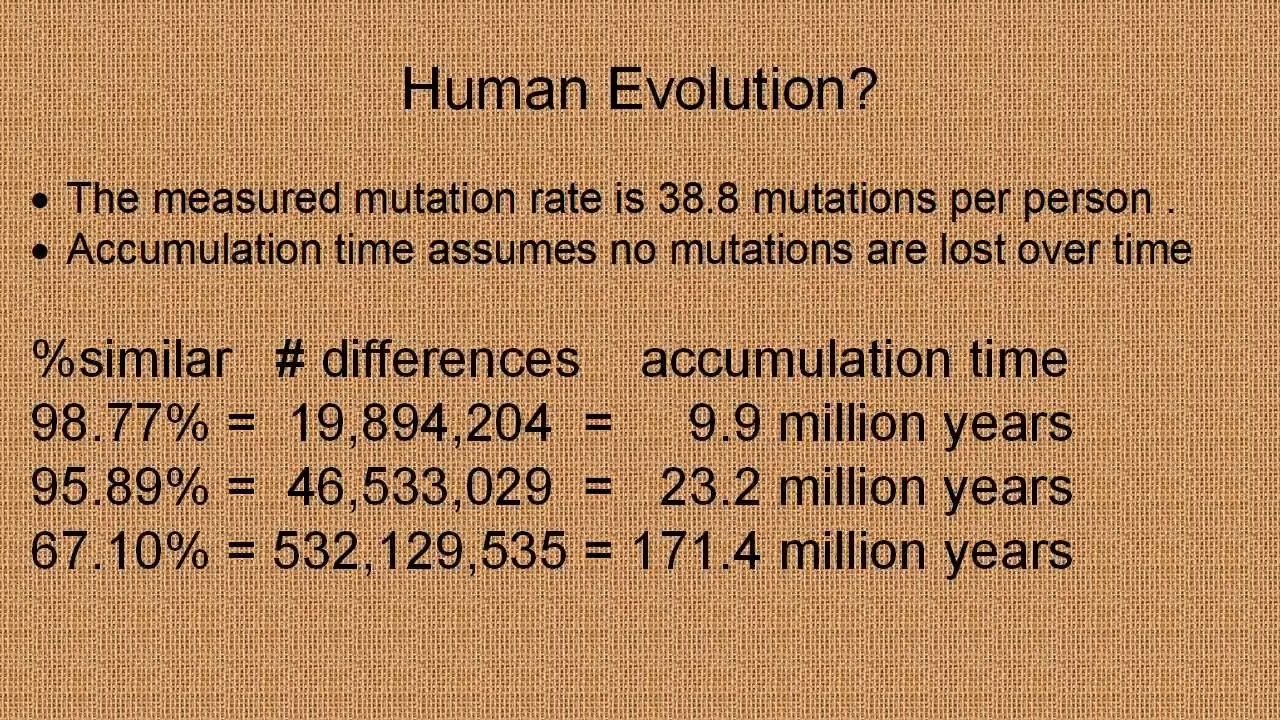 Human Evolution?
• The measured mutation rate is 38.8 mutations per person .
• Accumulation time assumes no mutations are lost over time
%similar # differences accumulation time
98.77% = 19,894,204 = 9.9 million years
95.89% = 46,533,029 = 23.2 million years
67.10% = 532,129,535 = 171.4 million years